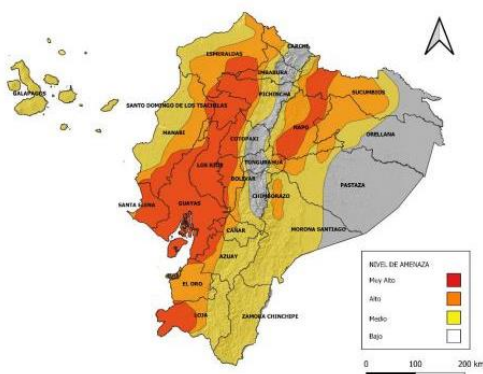 CARCHI
ESMERALDAS
IMBABURA
GALAPAGOS
SUCUMBIOS
PICHINCHA
SANTO DOMINGO DE LOS TSACHILAS
NAPO
ORELLANA
MANABI
COTOPAXI
LOS RIOS
TUNGURAHUA
PASTAZA
BOLIVAR
SANTA ELENA
GUAYAS
CHIMBORAZO
MORONA SANTIAGO
CAÑAR
AZUAY
EL ORO
LOJA
ZAMORA CHINCHIPE
NIVEL DE AMENAZA
Muy Alto
Alto
Medio
Bajo
0 100 200 km